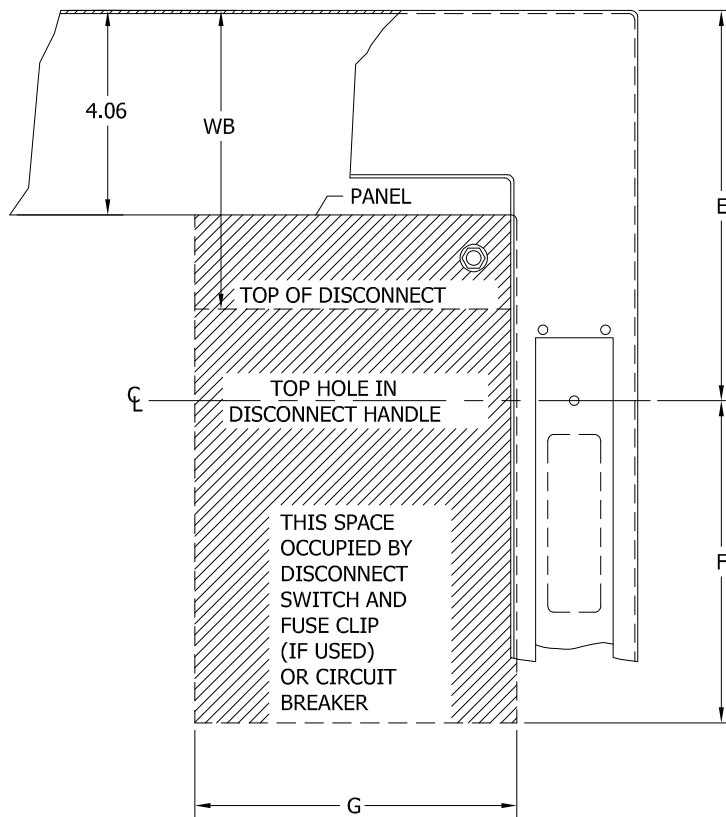 4.06
WB
PANEL
E
TOP OF DISCONNECT
TOP HOLE IN
DISCONNECT HANDLE
℄
THIS SPACE
OCCUPIED BY
DISCONNECT
SWITCH AND
FUSE CLIP
(IF USED)
OR CIRCUIT
BREAKER
F
G